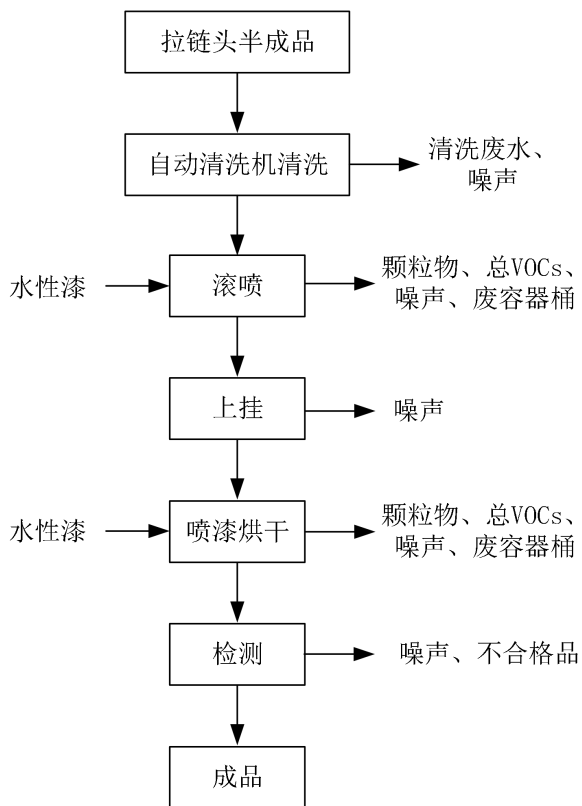 拉链头半成品
自动清洗机清洗
清洗废水、
噪声
水性漆
滚喷
颗粒物、总VOCs、
噪声、废容器桶
上挂
噪声
水性漆
喷漆烘干
颗粒物、总VOCs、
噪声、废容器桶
检测
噪声、不合格品
成品